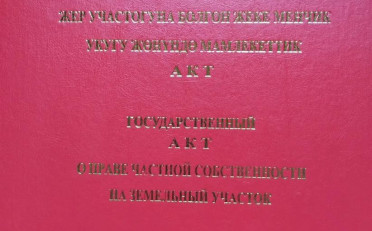 ЖЕР УЧАСТОГУНА БОЛГОН ЖЕКЕ МЕНЧИК
УКУГУ ЖӨНҮНДӨ МАМЛЕКЕТТИК
АКТ
ГОСУДАРСТВЕННЫЙ
АКТ
О ПРАВЕ ЧАСТНОЙ СОБСТВЕННОСТИ
НА ЗЕМЕЛЬНЫЙ УЧАСТОК